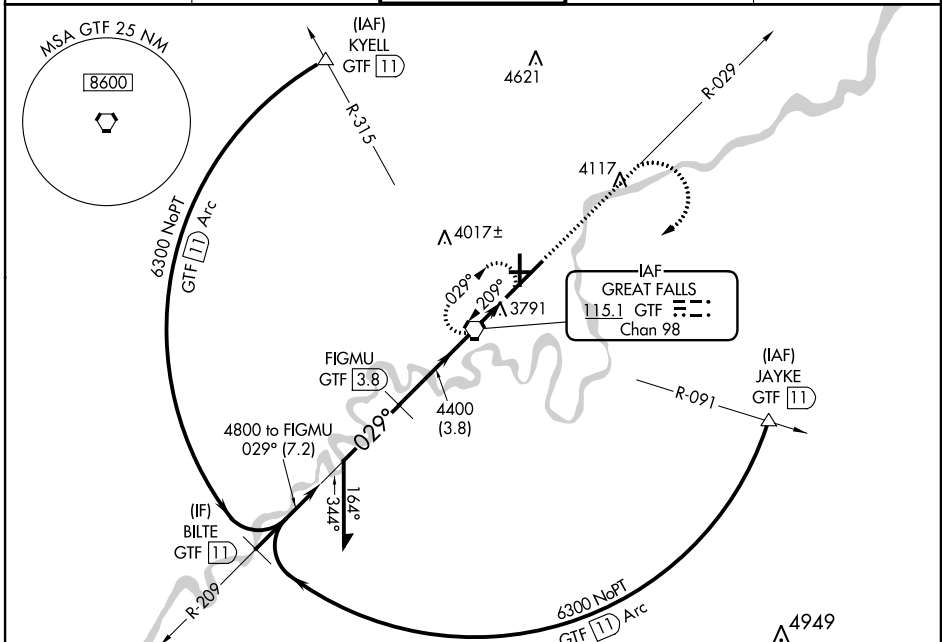 MSA GTF 25 NM
8600
(IAF)
KYELL
GTF 11
R-315
4621
R-029
4117
4017±
6300 NoPT
GTF 11 Arc
029°
209°
3791
IAF
GREAT FALLS
115.1 GTF
Chan 98
FIGMU
GTF 3.8
(IAF)
JAYKE
GTF 11
R-091
4400
(3.8)
029°
4800 to FIGMU
029° (7.2)
344°
164°
(IF)
BILTE
GTF 11
R-209
6300 NoPT
GTF 11 Arc
4949